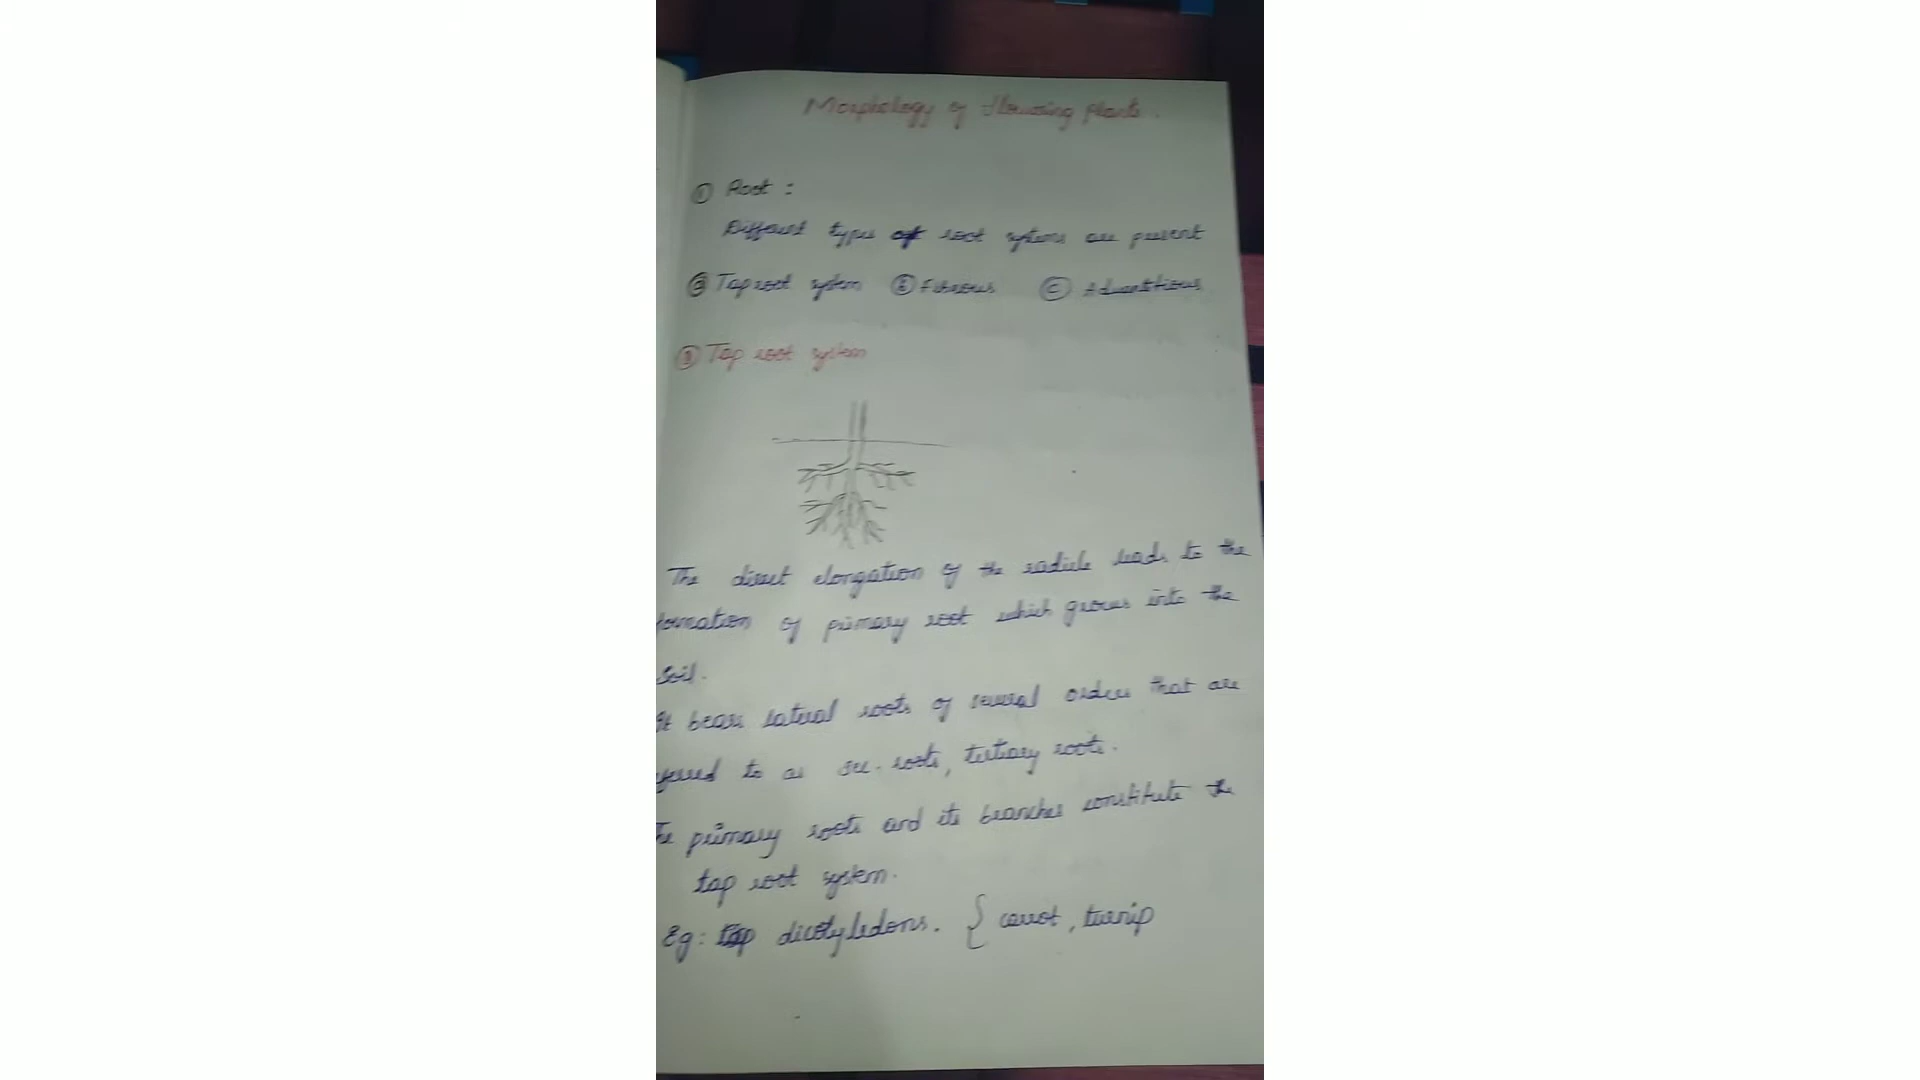 Morphology of flowering plants.
① Root :
Different types of root systems are present
ⓐ Tap root system ⓑ Fibrous ⓒ Adventitious
ⓐ Tap root system
The direct elongation of the radicle leads to the
formation of primary root which grows into the
soil.
It bears lateral roots of several orders that are
referred to as sec. roots, tertiary roots.
The primary roots and its branches constitute the
tap root system.
Eg: dicotyledons. { carrot, turnip